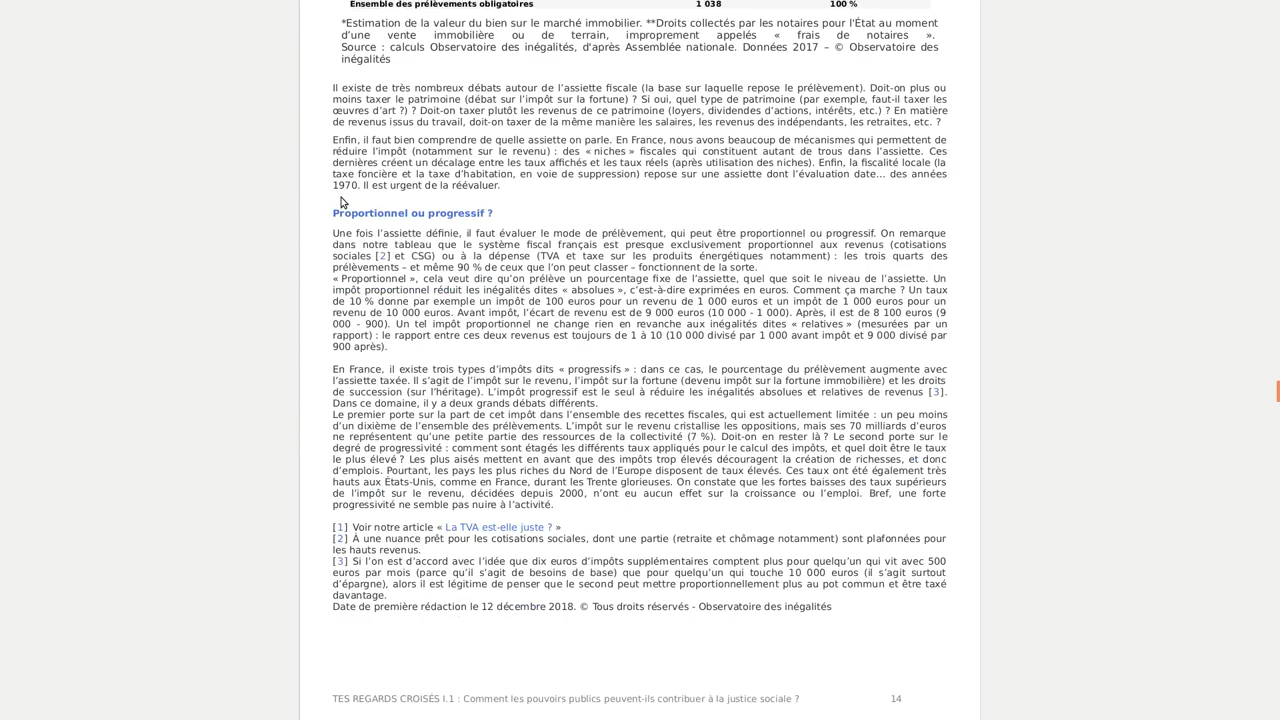 Ensemble des prélèvements obligatoires 1 038 100 %
*Estimation de la valeur du bien sur le marché immobilier. **Droits collectés par les notaires pour l'État au moment
d’une vente immobilière ou de terrain, improprement appelés « frais de notaires ».
Source : calculs Observatoire des inégalités, d'après Assemblée nationale. Données 2017 – © Observatoire des
inégalités
Il existe de très nombreux débats autour de l’assiette fiscale (la base sur laquelle repose le prélèvement). Doit-on plus ou
moins taxer le patrimoine (débat sur l’impôt sur la fortune) ? Si oui, quel type de patrimoine (par exemple, faut-il taxer les
œuvres d’art ?) ? Doit-on taxer plutôt les revenus de ce patrimoine (loyers, dividendes d’actions, intérêts, etc.) ? En matière
de revenus issus du travail, doit-on taxer de la même manière les salaires, les revenus des indépendants, les retraites, etc. ?
Enfin, il faut bien comprendre de quelle assiette on parle. En France, nous avons beaucoup de mécanismes qui permettent de
réduire l’impôt (notamment sur le revenu) : des « niches » fiscales qui constituent autant de trous dans l’assiette. Ces
dernières créent un décalage entre les taux affichés et les taux réels (après utilisation des niches). Enfin, la fiscalité locale (la
taxe foncière et la taxe d’habitation, en voie de suppression) repose sur une assiette dont l’évaluation date… des années
1970. Il est urgent de la réévaluer.
Proportionnel ou progressif ?
Une fois l’assiette définie, il faut évaluer le mode de prélèvement, qui peut être proportionnel ou progressif. On remarque
dans notre tableau que le système fiscal français est presque exclusivement proportionnel aux revenus (cotisations
sociales [2] et CSG) ou à la dépense (TVA et taxe sur les produits énergétiques notamment) : les trois quarts des
prélèvements – et même 90 % de ceux que l’on peut classer – fonctionnent de la sorte.
« Proportionnel », cela veut dire qu’on prélève un pourcentage fixe de l’assiette, quel que soit le niveau de l’assiette. Un
impôt proportionnel réduit les inégalités dites « absolues », c’est-à-dire exprimées en euros. Comment ça marche ? Un taux
de 10 % donne par exemple un impôt de 100 euros pour un revenu de 1 000 euros et un impôt de 1 000 euros pour un
revenu de 10 000 euros. Avant impôt, l’écart de revenu est de 9 000 euros (10 000 - 1 000). Après, il est de 8 100 euros (9
000 - 900). Un tel impôt proportionnel ne change rien en revanche aux inégalités dites « relatives » (mesurées par un
rapport) : le rapport entre ces deux revenus est toujours de 1 à 10 (10 000 divisé par 1 000 avant impôt et 9 000 divisé par
900 après).
En France, il existe trois types d’impôts dits « progressifs » : dans ce cas, le pourcentage du prélèvement augmente avec
l’assiette taxée. Il s’agit de l’impôt sur le revenu, l’impôt sur la fortune (devenu impôt sur la fortune immobilière) et les droits
de succession (sur l’héritage). L’impôt progressif est le seul à réduire les inégalités absolues et relatives de revenus [3].
Dans ce domaine, il y a deux grands débats différents.
Le premier porte sur la part de cet impôt dans l’ensemble des recettes fiscales, qui est actuellement limitée : un peu moins
d’un dixième de l’ensemble des prélèvements. L’impôt sur le revenu cristallise les oppositions, mais ses 70 milliards d’euros
ne représentent qu’une petite partie des ressources de la collectivité (7 %). Doit-on en rester là ? Le second porte sur le
degré de progressivité : comment sont étagés les différents taux appliqués pour le calcul des impôts, et quel doit être le taux
le plus élevé ? Les plus aisés mettent en avant que des impôts trop élevés découragent la création de richesses, et donc
d’emplois. Pourtant, les pays les plus riches du Nord de l’Europe disposent de taux élevés. Ces taux ont été également très
hauts aux États-Unis, comme en France, durant les Trente glorieuses. On constate que les fortes baisses des taux supérieurs
de l’impôt sur le revenu, décidées depuis 2000, n’ont eu aucun effet sur la croissance ou l’emploi. Bref, une forte
progressivité ne semble pas nuire à l’activité.
[1] Voir notre article « La TVA est-elle juste ? »
[2] À une nuance prêt pour les cotisations sociales, dont une partie (retraite et chômage notamment) sont plafonnées pour
les hauts revenus.
[3] Si l’on est d’accord avec l’idée que dix euros d’impôts supplémentaires comptent plus pour quelqu’un qui vit avec 500
euros par mois (parce qu’il s'agit de besoins de base) que pour quelqu’un qui touche 10 000 euros (il s’agit surtout
d’épargne), alors il est légitime de penser que le second peut mettre proportionnellement plus au pot commun et être taxé
davantage.
Date de première rédaction le 12 décembre 2018. © Tous droits réservés - Observatoire des inégalités
TES REGARDS CROISÉS I.1 : Comment les pouvoirs publics peuvent-ils contribuer à la justice sociale ? 14